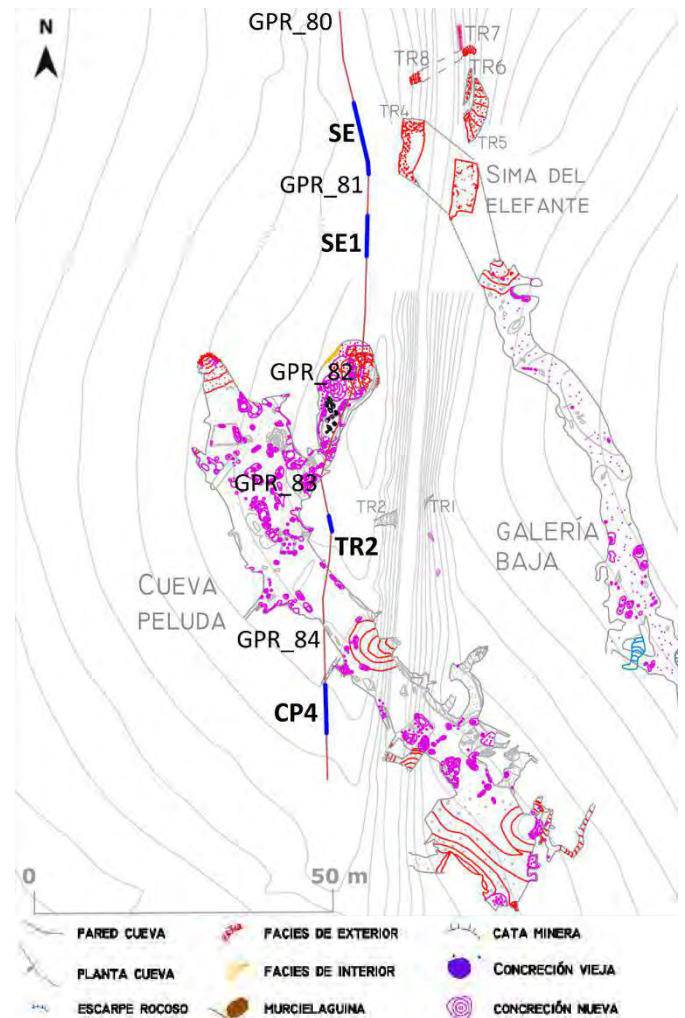 GPR_80
N
TR7
TR8
TR6
TR4
SE
TR5
GPR_81
SIMA DEL
ELEFANTE
SE1
GPR_82
GPR_83
TR2
TR1
TR2
GALERÍA
BAJA
CUEVA
PELUDA
GPR_84
CP4
0
50 m
PARED CUEVA
FACIES DE EXTERIOR
CATA MINERA
PLANTA CUEVA
FACIES DE INTERIOR
CONCRECIÓN VIEJA
ESCARPE ROCOSO
MURCIELAGUINA
CONCRECIÓN NUEVA